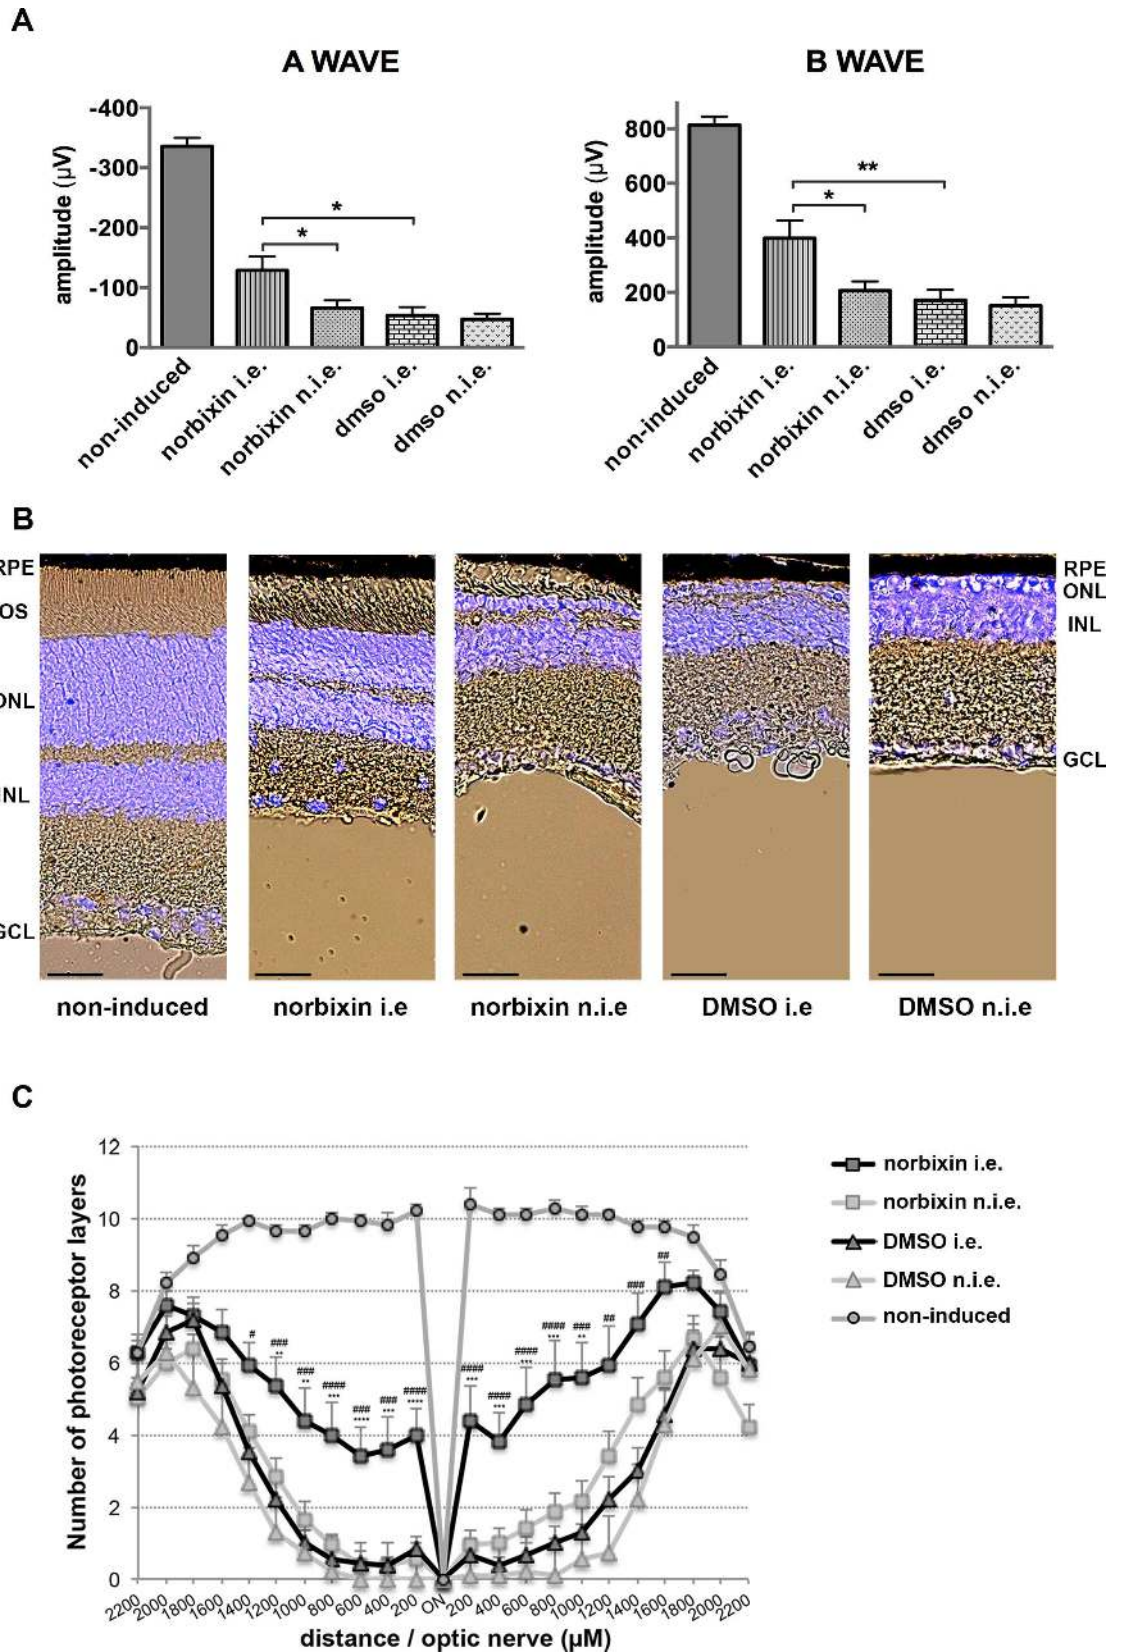 A
A WAVE
B WAVE
amplitude (µV)
-400
-300
-200
-100
0
*
*
non-induced
norbixin i.e.
norbixin n.i.e.
dmso i.e.
dmso n.i.e.
amplitude (µV)
800
600
400
200
0
**
*
non-induced
norbixin i.e.
norbixin n.i.e.
dmso i.e.
dmso n.i.e.
B
RPE
OS
ONL
INL
GCL
RPE
ONL
INL
GCL
non-induced
norbixin i.e
norbixin n.i.e
DMSO i.e
DMSO n.i.e
C
Number of photoreceptor layers
12
10
8
6
4
2
0
#
###
**
###
**
####
***
###
****
###
***
####
****
####
***
####
***
####
***
####
***
###
**
##
###
##
2200 2000 1800 1600 1400 1200 1000 800 600 400 200 ON 200 400 600 800 1000 1200 1400 1600 1800 2000 2200
distance / optic nerve (µM)
norbixin i.e.
norbixin n.i.e.
DMSO i.e.
DMSO n.i.e.
non-induced